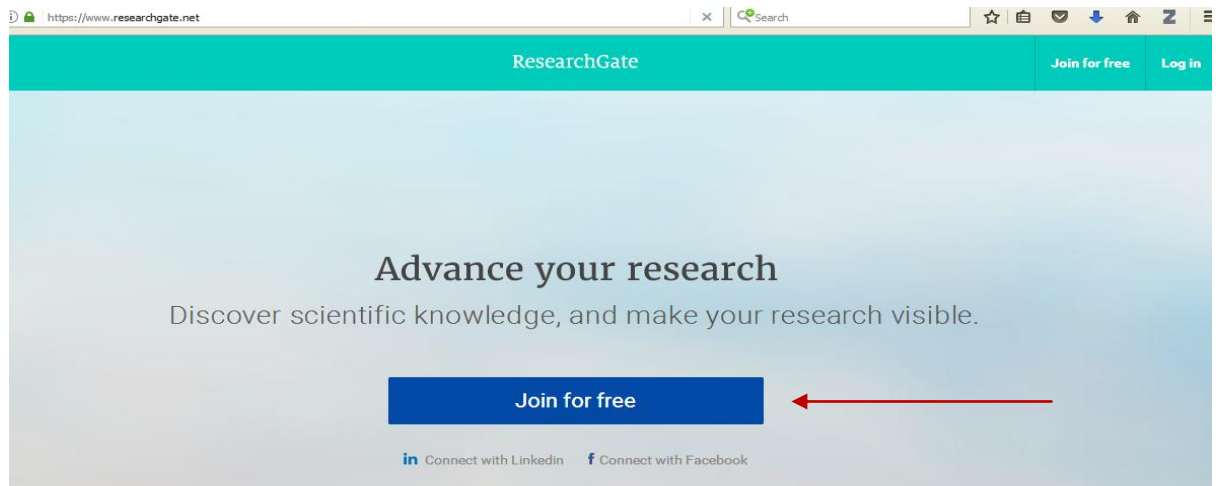 https://www.researchgate.net
Search
ResearchGate
Join for free
Log in
Advance your research
Discover scientific knowledge, and make your research visible.
Join for free
in Connect with Linkedin f Connect with Facebook